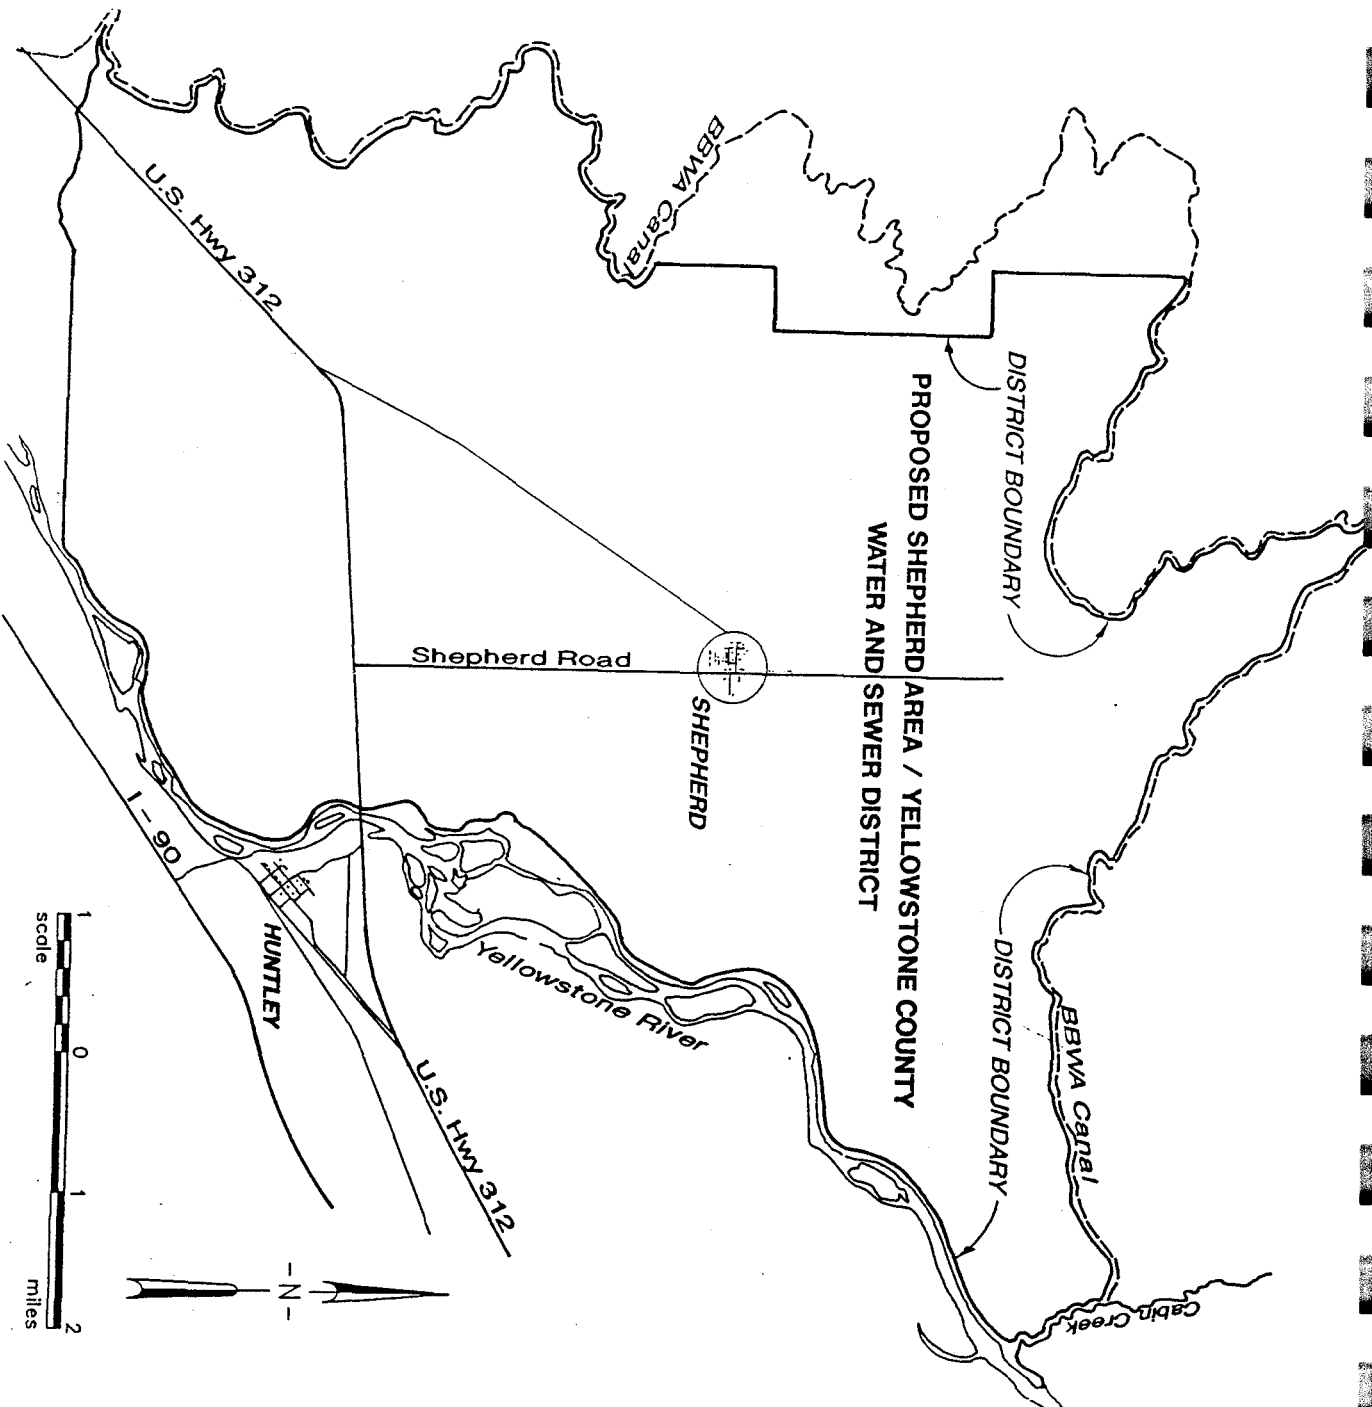 PROPOSED SHEPHERD AREA / YELLOWSTONE COUNTY
WATER AND SEWER DISTRICT
DISTRICT BOUNDARY
DISTRICT BOUNDARY
BBWA Canal
BBWA Canal
Cabin Creek
U.S. Hwy 312
Shepherd Road
SHEPHERD
Yellowstone River
I-90
HUNTLEY
U.S. Hwy 312
-N-
1 0 1 2
scale miles